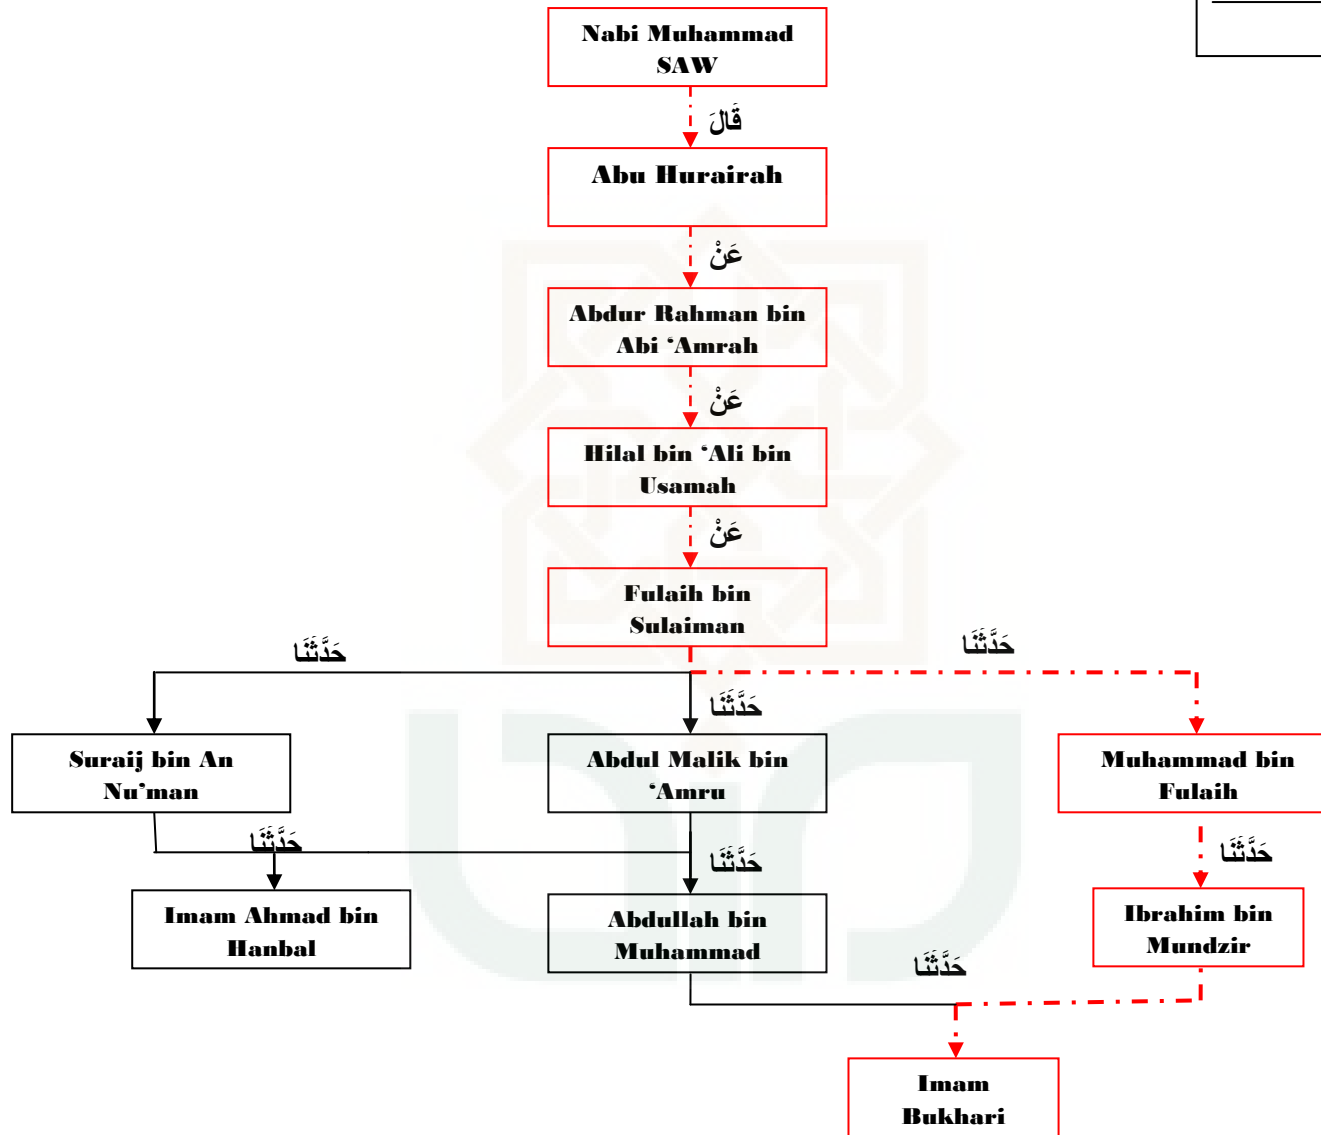 Nabi Muhammad
SAW
قَالَ
Abu Hurairah
عَنْ
Abdur Rahman bin
Abi ‘Amrah
عَنْ
Hilal bin ‘Ali bin
Usamah
عَنْ
Fulaih bin
Sulaiman
حَدَّثَنَا
حَدَّثَنَا
حَدَّثَنَا
Suraij bin An
Nu’man
Abdul Malik bin
‘Amru
Muhammad bin
Fulaih
حَدَّثَنَا
حَدَّثَنَا
حَدَّثَنَا
Imam Ahmad bin
Hanbal
Abdullah bin
Muhammad
Ibrahim bin
Mundzir
حَدَّثَنَا
Imam
Bukhari